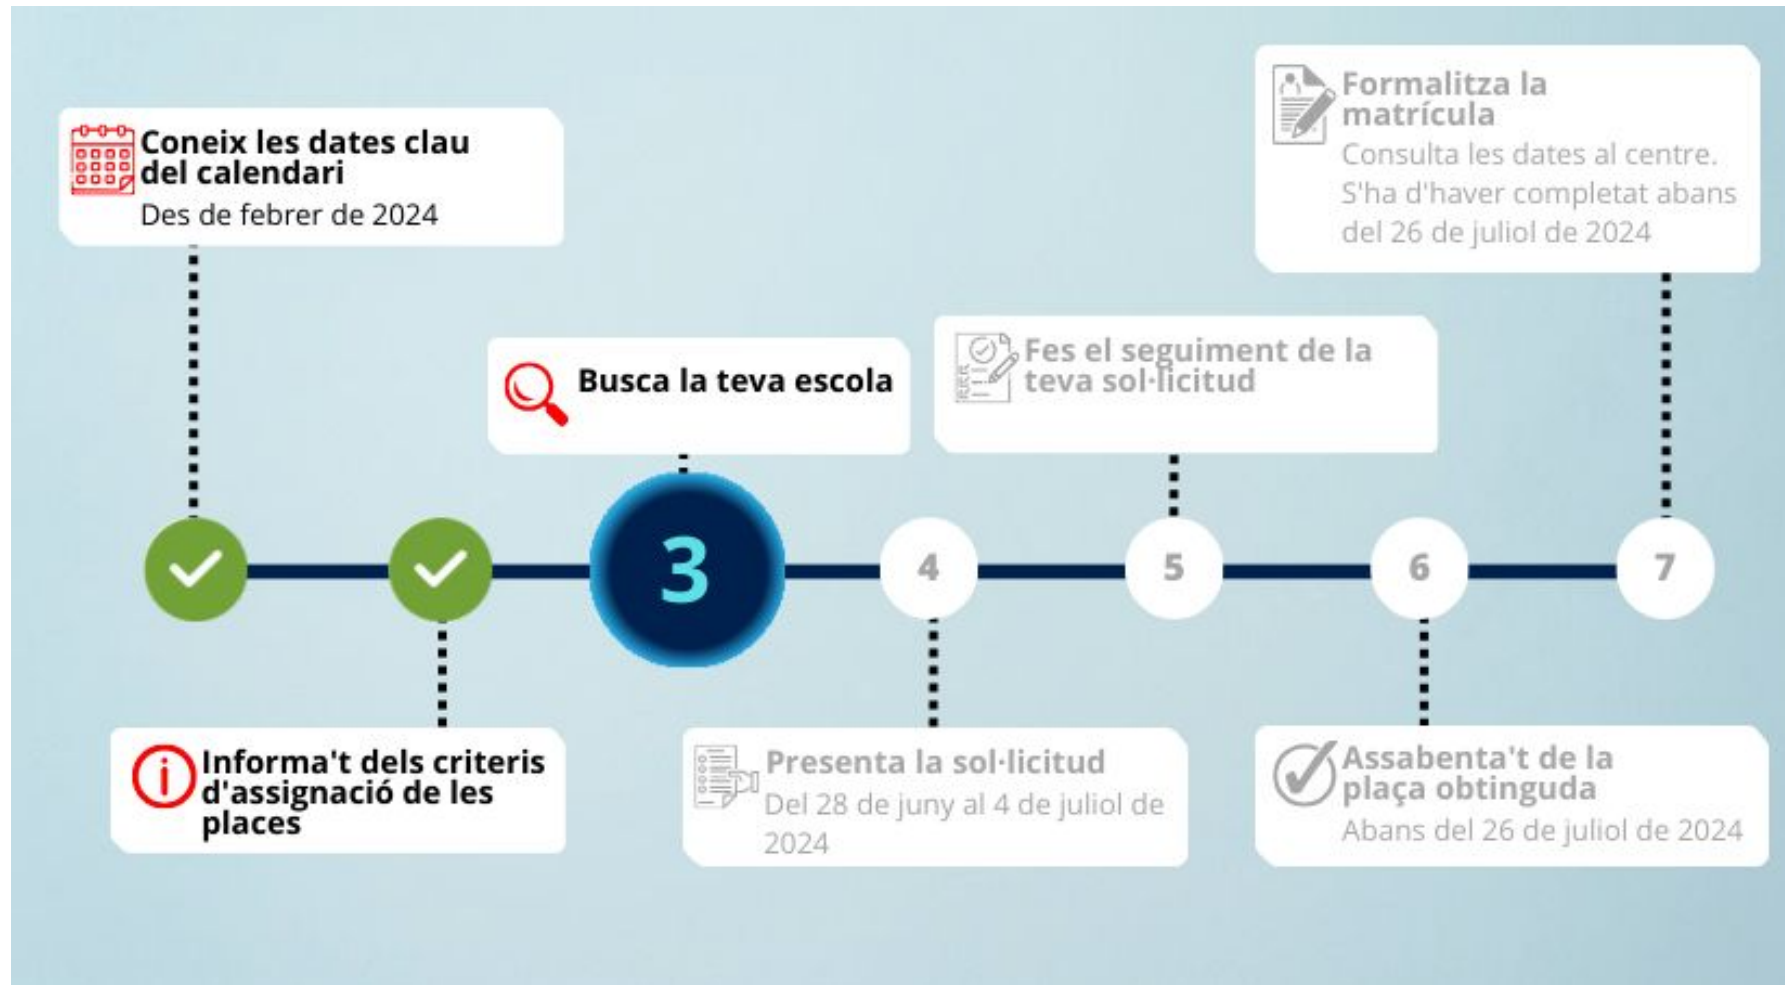 Coneix les dates clau
del calendari
Des de febrer de 2024
Informa't dels criteris
d'assignació de les
places
Busca la teva escola
3
Presenta la sol·licitud
Del 28 de juny al 4 de juliol de
2024
4
Fes el seguiment de la
teva sol·licitud
5
Assabenta't de la
plaça obtinguda
Abans del 26 de juliol de 2024
6
Formalitza la
matrícula
Consulta les dates al centre.
S'ha d'haver completat abans
del 26 de juliol de 2024
7